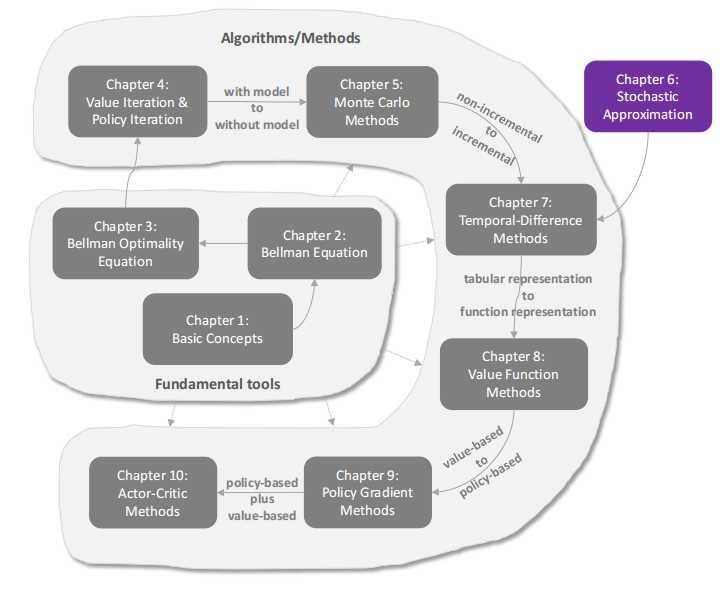 Algorithms/Methods
Chapter 4:
Value Iteration &
Policy Iteration
with model
to
without model
Chapter 5:
Monte Carlo
Methods
non-incremental
to
incremental
Chapter 6:
Stochastic
Approximation
Chapter 3:
Bellman Optimality
Equation
Chapter 2:
Bellman Equation
Chapter 7:
Temporal-Difference
Methods
Chapter 1:
Basic Concepts
Fundamental tools
tabular representation
to
function representation
Chapter 8:
Value Function
Methods
value-based
to
policy-based
Chapter 10:
Actor-Critic
Methods
policy-based
plus
value-based
Chapter 9:
Policy Gradient
Methods